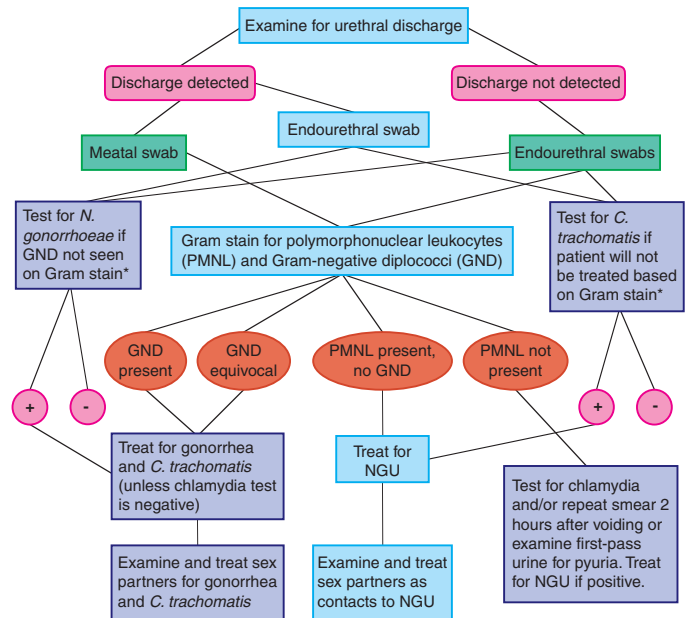 Examine for urethral discharge
Discharge detected
Discharge not detected
Endourethral swab
Meatal swab
Endourethral swabs
Test for N.
gonorrhoeae if
GND not seen
on Gram stain*
Gram stain for polymorphonuclear leukocytes
(PMNL) and Gram-negative diplococci (GND)
Test for C.
trachomatis if
patient will not
be treated based
on Gram stain*
GND
present
GND
equivocal
PMNL present,
no GND
PMNL not
present
+
-
+
-
Treat for gonorrhea
and C. trachomatis
(unless chlamydia test
is negative)
Treat for
NGU
Test for chlamydia
and/or repeat smear 2
hours after voiding or
examine first-pass
urine for pyuria. Treat
for NGU if positive.
Examine and treat sex
partners for gonorrhea
and C. trachomatis
Examine and treat
sex partners as
contacts to NGU